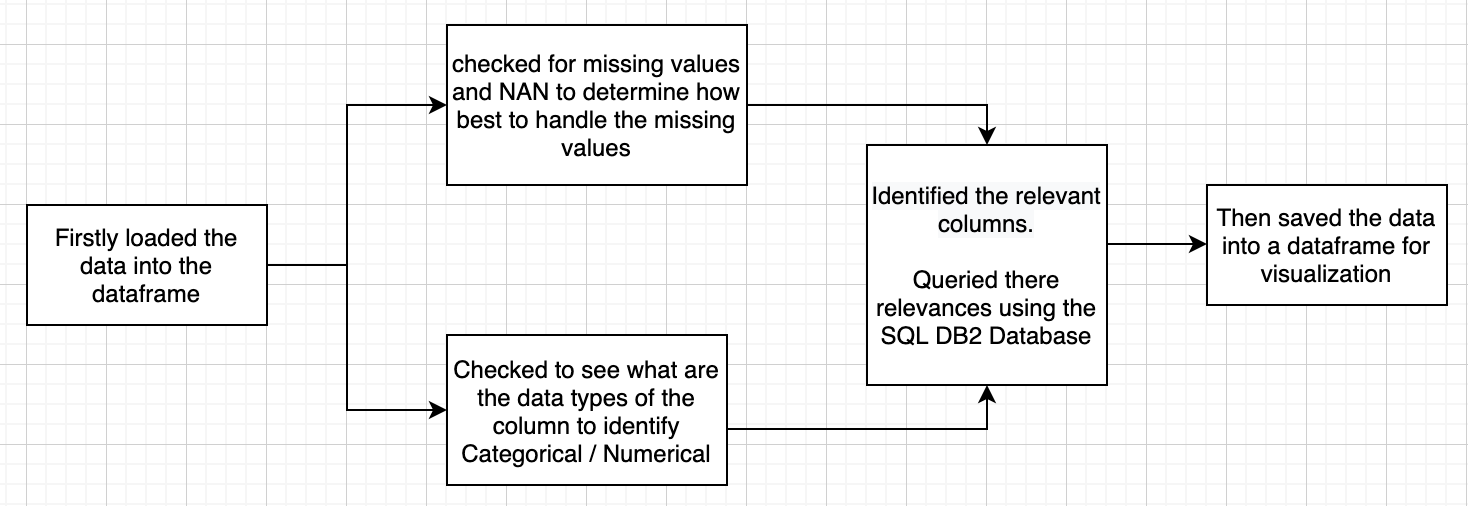 Firstly loaded the
data into the
dataframe
checked for missing values
and NAN to determine how
best to handle the missing
values
Checked to see what are
the data types of the
column to identify
Categorical / Numerical
Identified the relevant
columns.
Queried there
relevances using the
SQL DB2 Database
Then saved the data
into a dataframe for
visualization